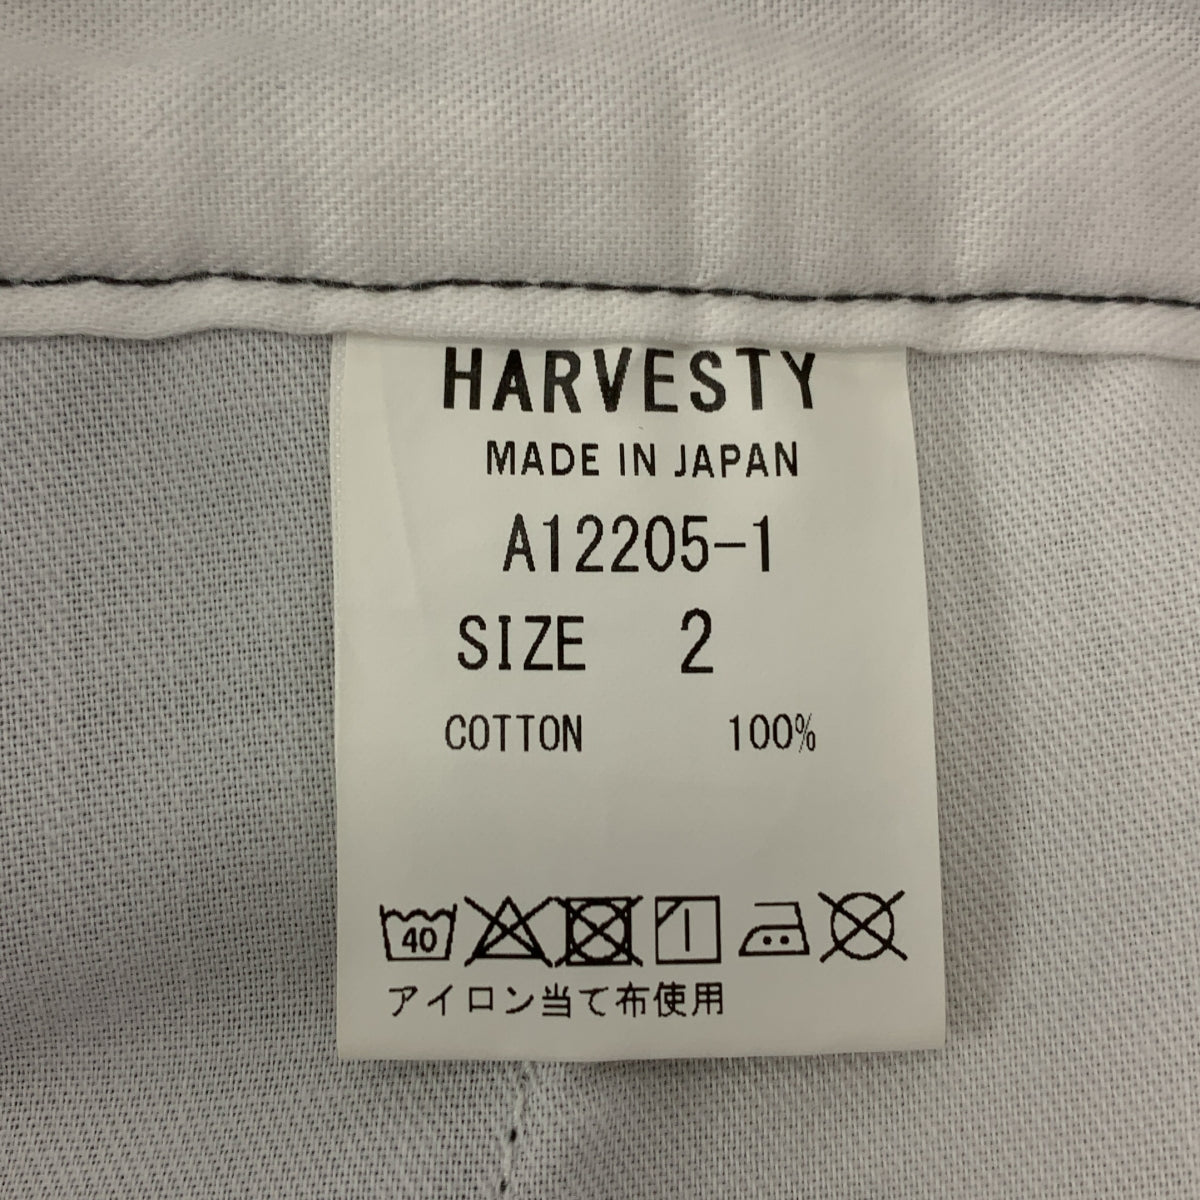 HARVESTY
MADE IN JAPAN
A12205-1
SIZE 2
COTTON 100%
40
アイロン当て布使用